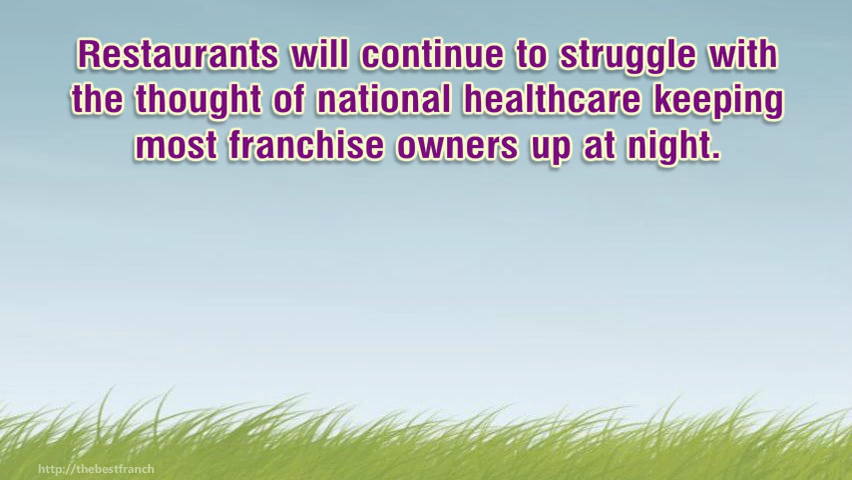 Restaurants will continue to struggle with
the thought of national healthcare keeping
most franchise owners up at night.
http://thebestfranch